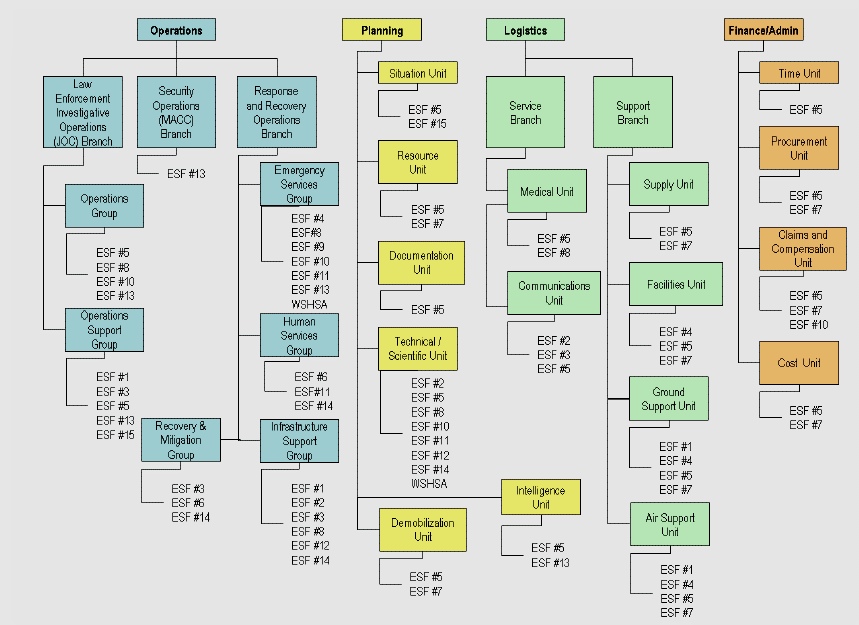 Operations
Law
Enforcement
Investigative
Operations
(JOC) Branch
Security
Operations
(MACC)
Branch
ESF #13
Response
and Recovery
Operations
Branch
Operations
Group
ESF #5
ESF #8
ESF #10
ESF #13
Operations
Support
Group
ESF #1
ESF #3
ESF #5
ESF #13
ESF #15
Emergency
Services
Group
ESF #4
ESF#8
ESF #9
ESF #10
ESF #11
ESF #13
WSHSA
Human
Services
Group
ESF #6
ESF#11
ESF #14
Recovery &
Mitigation
Group
ESF #3
ESF #6
ESF #14
Infrastructure
Support
Group
ESF #1
ESF #2
ESF #3
ESF #8
ESF #12
ESF #14
Planning
Situation Unit
ESF #5
ESF #15
Resource
Unit
ESF #5
ESF #7
Documentation
Unit
ESF #5
Technical /
Scientific Unit
ESF #2
ESF #5
ESF #8
ESF #10
ESF #11
ESF #12
ESF #14
WSHSA
Intelligence
Unit
ESF #5
ESF #13
Demobilization
Unit
ESF #5
ESF #7
Logistics
Service
Branch
Medical Unit
ESF #5
ESF #8
Communications
Unit
ESF #2
ESF #3
ESF #5
Support
Branch
Supply Unit
ESF #5
ESF #7
Facilities Unit
ESF #4
ESF #5
ESF #7
Ground
Support Unit
ESF #1
ESF #4
ESF #5
ESF #7
Air Support
Unit
ESF #1
ESF #4
ESF #5
ESF #7
Finance/Admin
Time Unit
ESF #5
Procurement
Unit
ESF #5
ESF #7
Claims and
Compensation
Unit
ESF #5
ESF #7
ESF #10
Cost Unit
ESF #5
ESF #7